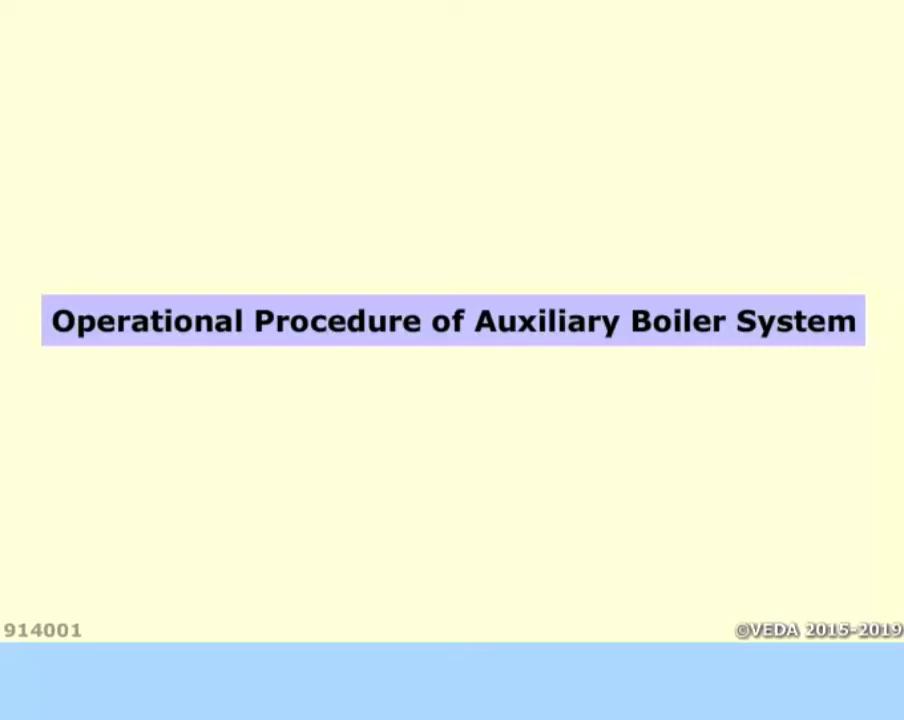 Operational Procedure of Auxiliary Boiler System
914001
©VEDA 2015-2019